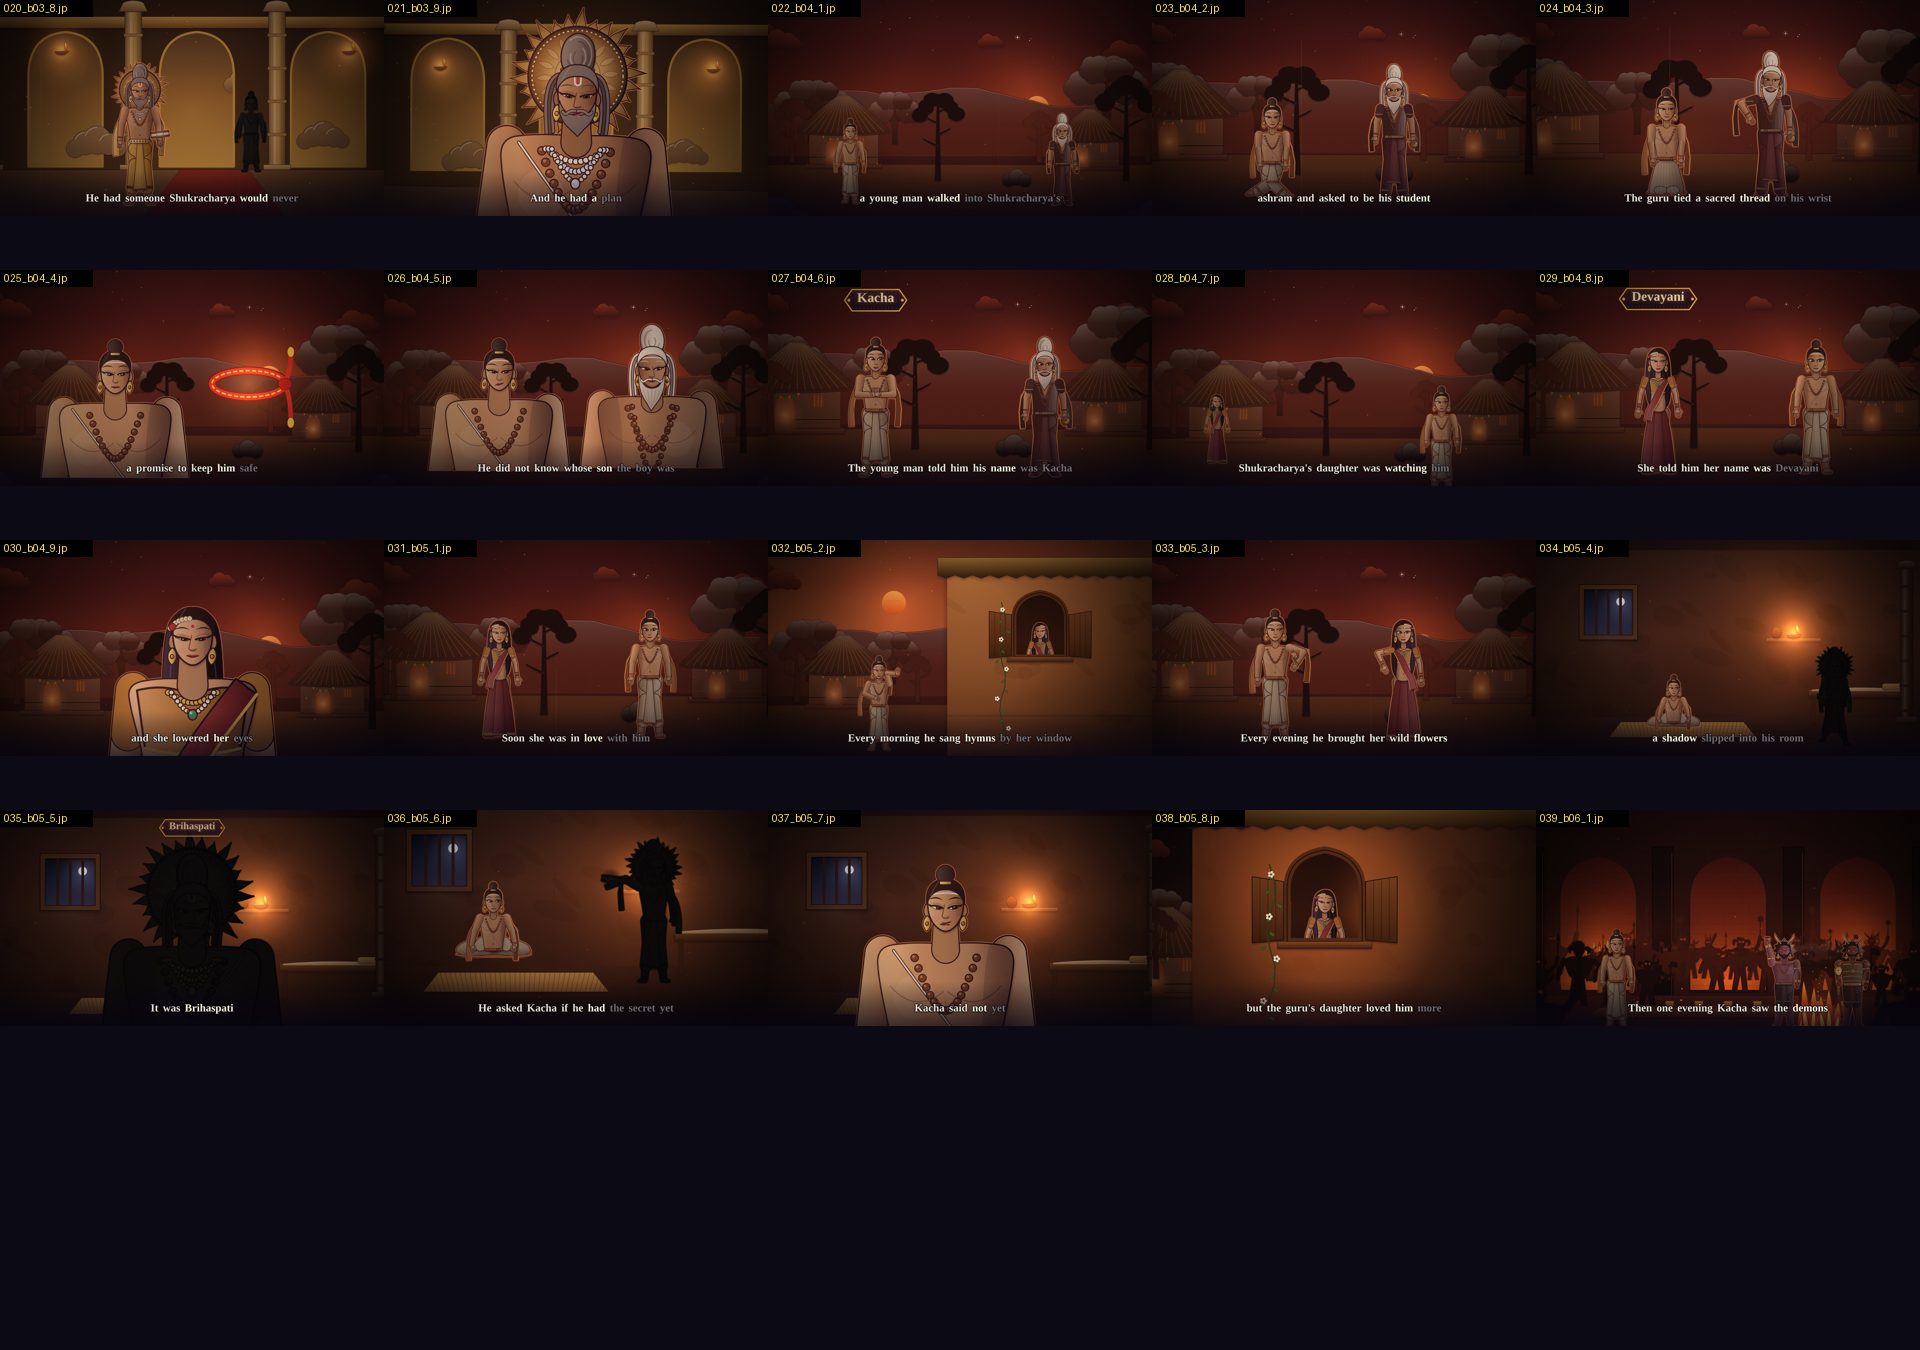 020_b03_8.jp
He had someone Shukracharya would never
021_b03_9.jp
And he had a plan
022_b04_1.jp
a young man walked into Shukracharya's
023_b04_2.jp
ashram and asked to be his student
024_b04_3.jp
The guru tied a sacred thread on his wrist
025_b04_4.jp
a promise to keep him safe
026_b04_5.jp
He did not know whose son the boy was
027_b04_6.jp
Kacha
The young man told him his name was Kacha
028_b04_7.jp
Shukracharya's daughter was watching him
029_b04_8.jp
Devayani
She told him her name was Devayani
030_b04_9.jp
and she lowered her eyes
031_b05_1.jp
Soon she was in love with him
032_b05_2.jp
Every morning he sang hymns by her window
033_b05_3.jp
Every evening he brought her wild flowers
034_b05_4.jp
a shadow slipped into his room
035_b05_5.jp
Brihaspati
It was Brihaspati
036_b05_6.jp
He asked Kacha if he had the secret yet
037_b05_7.jp
Kacha said not yet
038_b05_8.jp
but the guru's daughter loved him more
039_b06_1.jp
Then one evening Kacha saw the demons